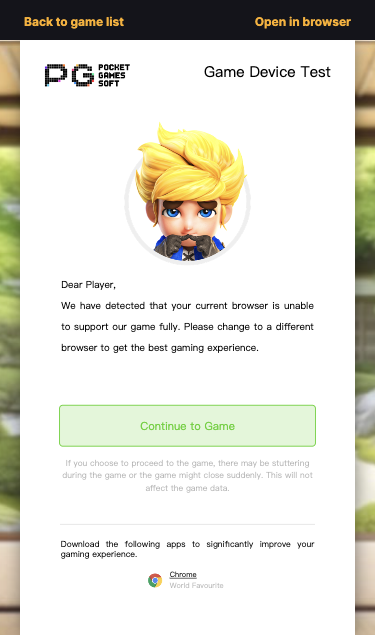 Back to game list
Open in browser
POCKET
GAMES
SOFT
PG
Game Device Test
Dear Player,
We have detected that your current browser is unable
to support our game fully. Please change to a different
browser to get the best gaming experience.
Continue to Game
If you choose to proceed to the game, there may be stuttering
during the game or the game might close suddenly. This will not
affect the game data.
Download the following apps to significantly improve your
gaming experience.
Chrome
World Favourite